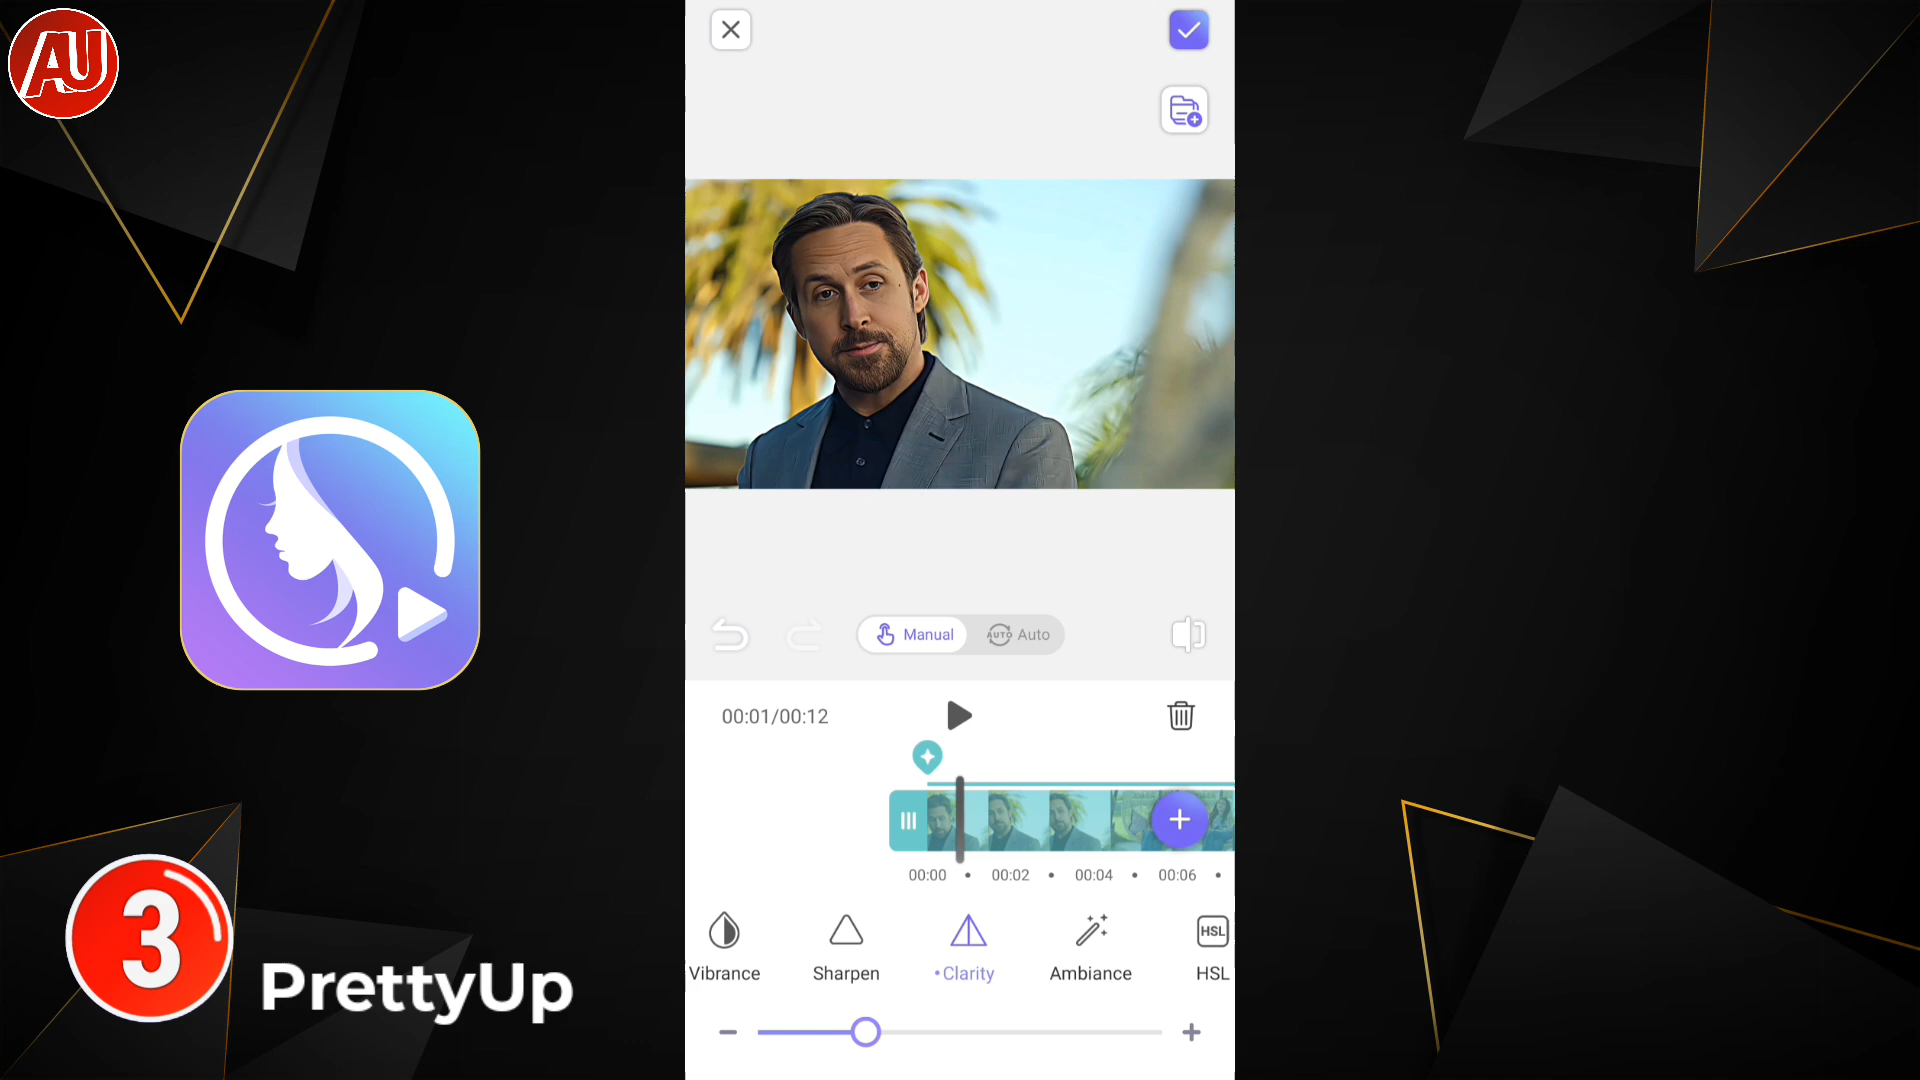 AU
Manual
AUTO Auto
00:01/00:12
00:00 • 00:02 • 00:04 • 00:06 •
HSL
Vibrance Sharpen • Clarity Ambiance HSL
3
PrettyUp